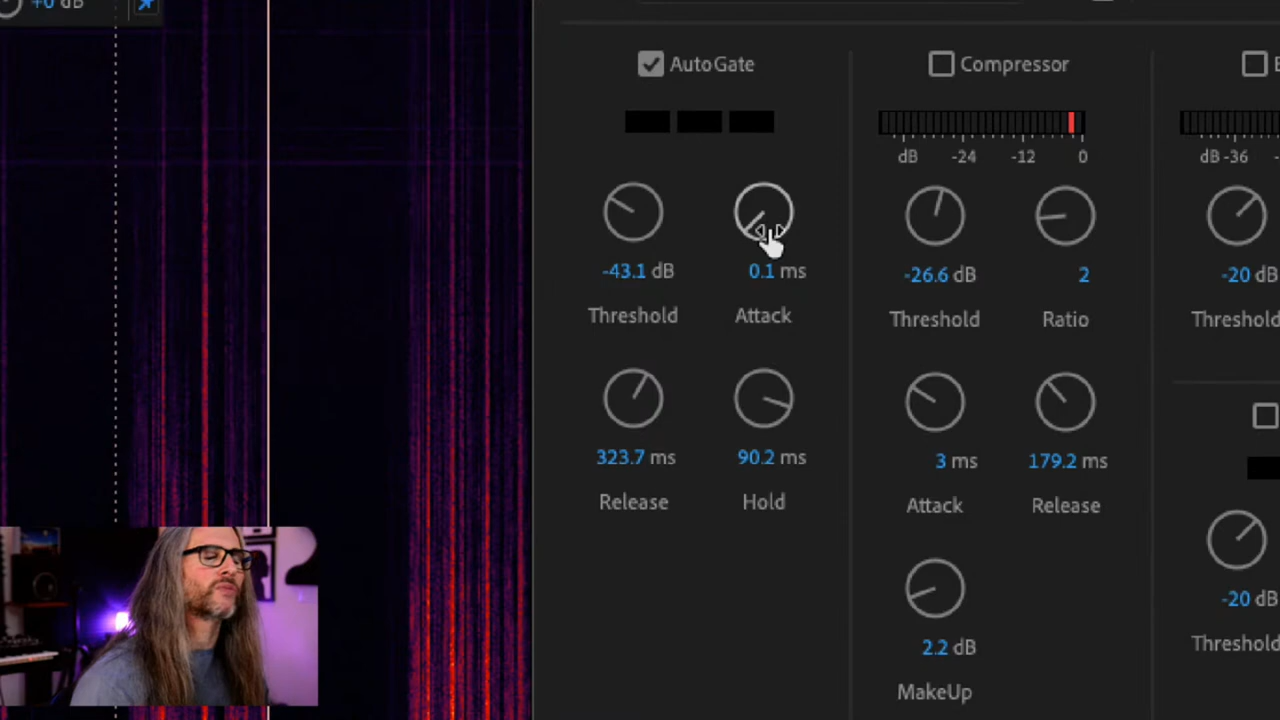 +0 dB
AutoGate
Compressor
dB -24 -12 0
dB -36
-43.1 dB
0.1 ms
-26.6 dB
2
-20 dB
Threshold
Attack
Threshold
Ratio
Threshold
323.7 ms
90.2 ms
3 ms
179.2 ms
Release
Hold
Attack
Release
-20 dB
2.2 dB
Threshold
MakeUp